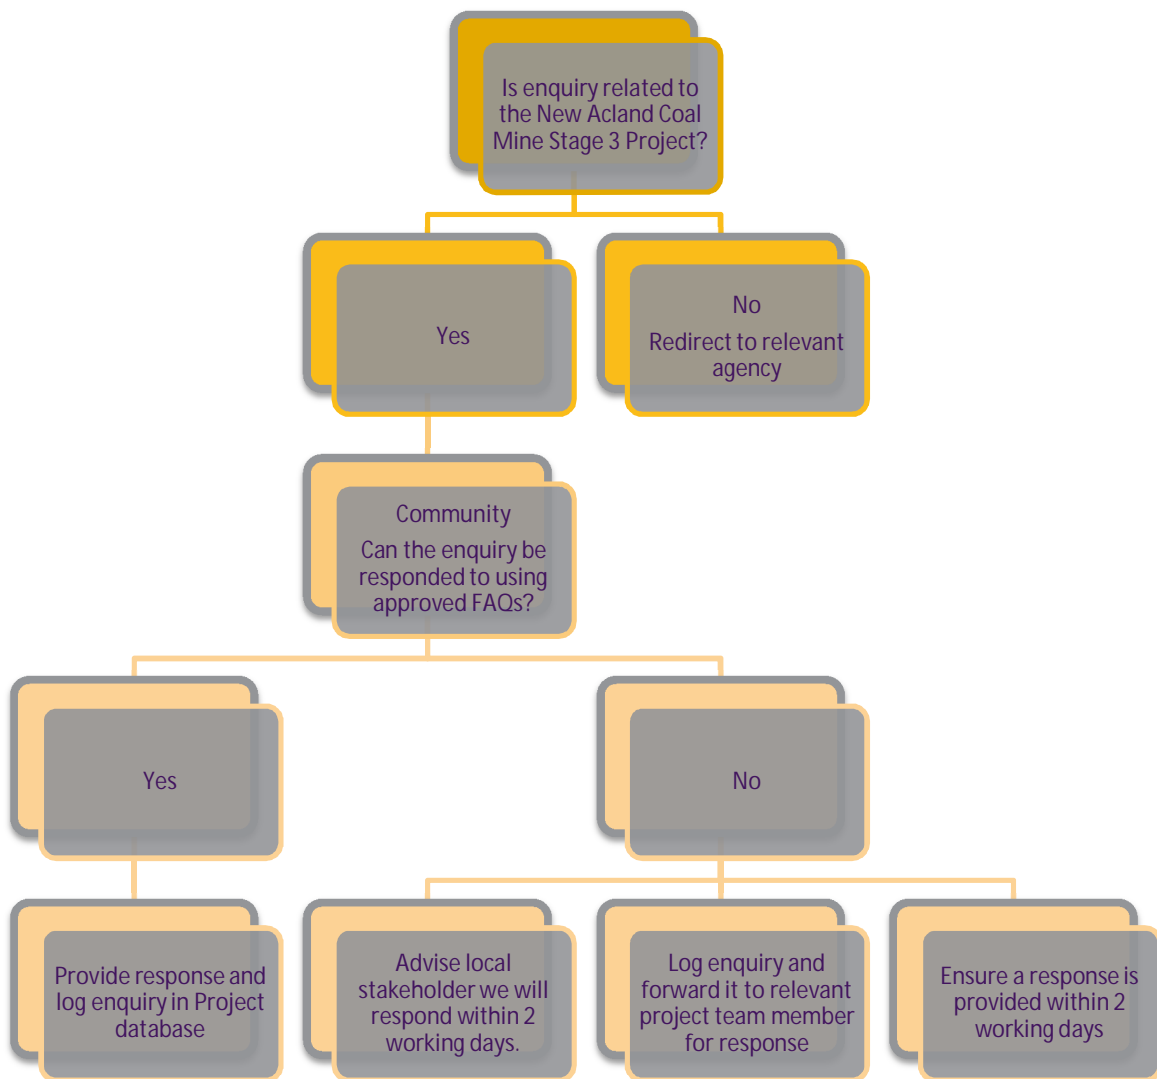 Is enquiry related to
the New Acland Coal
Mine Stage 3 Project?
Yes
No
Redirect to relevant
agency
Community
Can the enquiry be
responded to using
approved FAQs?
Yes
No
Provide response and
log enquiry in Project
database
Advise local
stakeholder we will
respond within 2
working days.
Log enquiry and
forward it to relevant
project team member
for response
Ensure a response is
provided within 2
working days